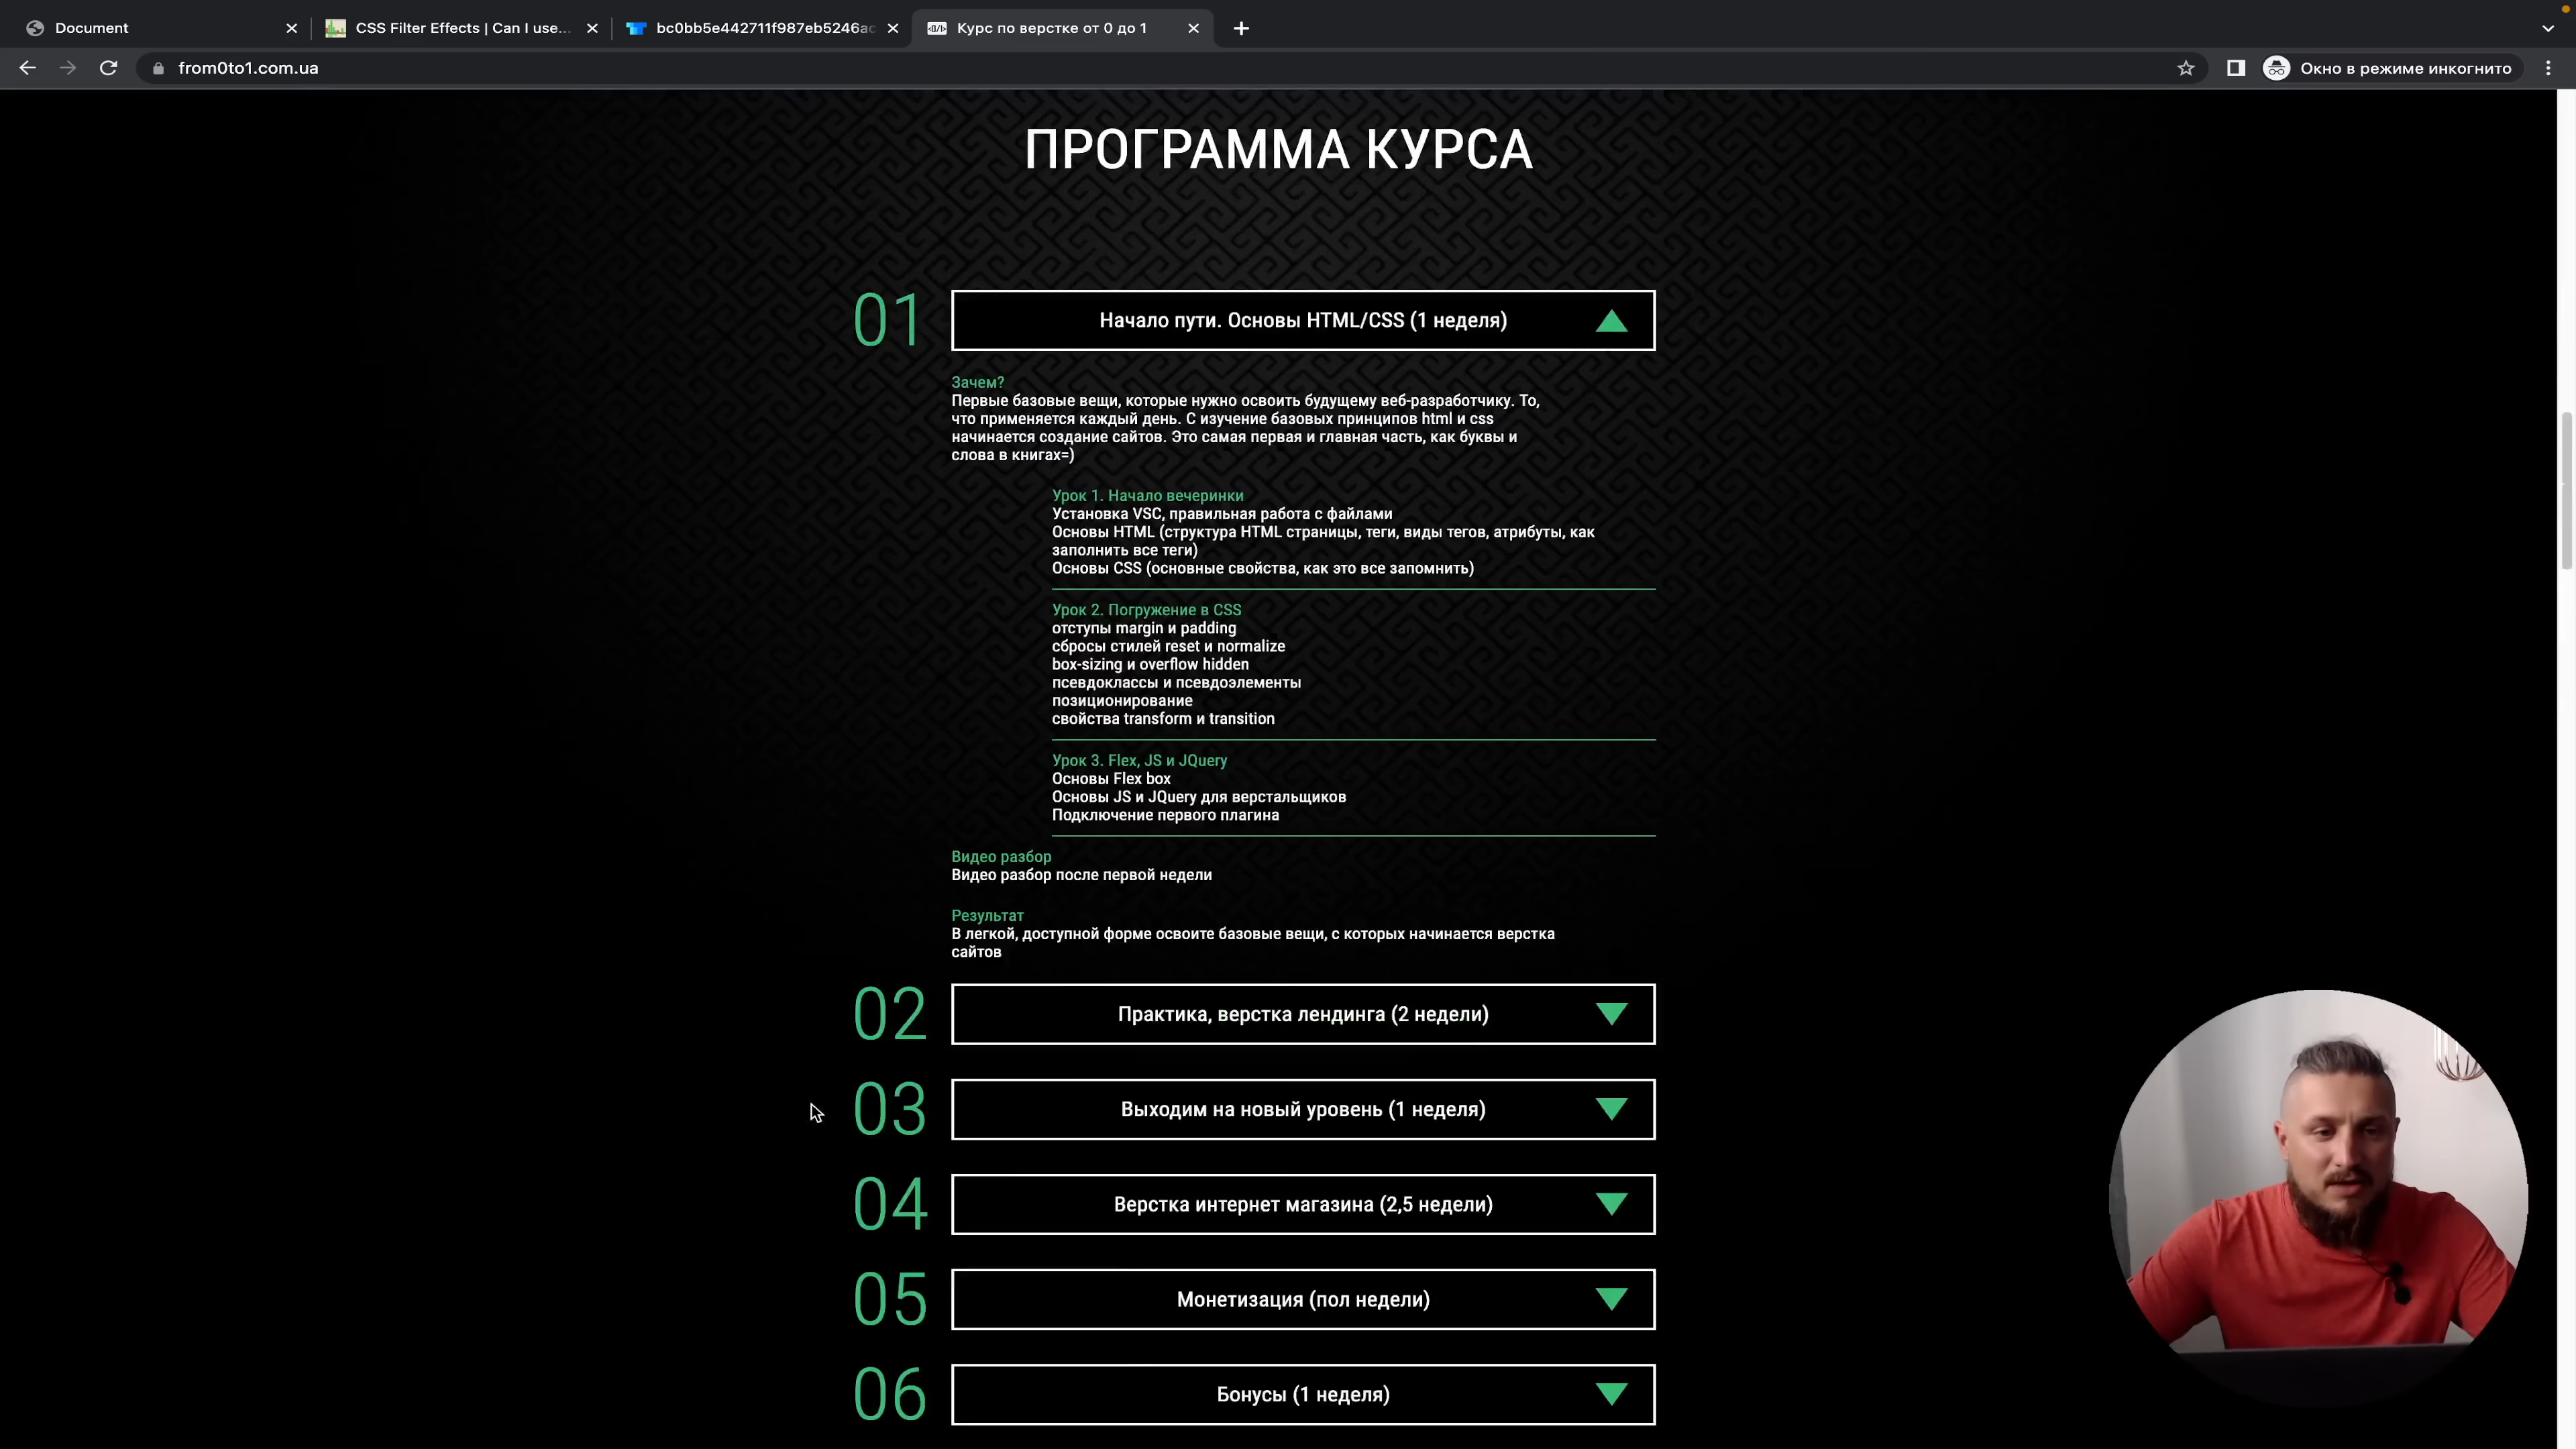 Document
CSS Filter Effects | Can I use...
bc0bb5e442711f987eb5246ac
Курс по верстке от 0 до 1
from0to1.com.ua
Окно в режиме инкогнито
ПРОГРАММА КУРСА
01
Начало пути. Основы HTML/CSS (1 неделя)
Зачем?
Первые базовые вещи, которые нужно освоить будущему веб-разработчику. То,
что применяется каждый день. С изучение базовых принципов html и css
начинается создание сайтов. Это самая первая и главная часть, как буквы и
слова в книгах=)
Урок 1. Начало вечеринки
Установка VSC, правильная работа с файлами
Основы HTML (структура HTML страницы, теги, виды тегов, атрибуты, как
заполнить все теги)
Основы CSS (основные свойства, как это все запомнить)
Урок 2. Погружение в CSS
отступы margin и padding
сбросы стилей reset и normalize
box-sizing и overflow hidden
псевдоклассы и псевдоэлементы
позиционирование
свойства transform и transition
Урок 3. Flex, JS и JQuery
Основы Flex box
Основы JS и JQuery для верстальщиков
Подключение первого плагина
Видео разбор
Видео разбор после первой недели
Результат
В легкой, доступной форме освоите базовые вещи, с которых начинается верстка
сайтов
02
Практика, верстка лендинга (2 недели)
03
Выходим на новый уровень (1 неделя)
04
Верстка интернет магазина (2,5 недели)
05
Монетизация (пол недели)
06
Бонусы (1 неделя)